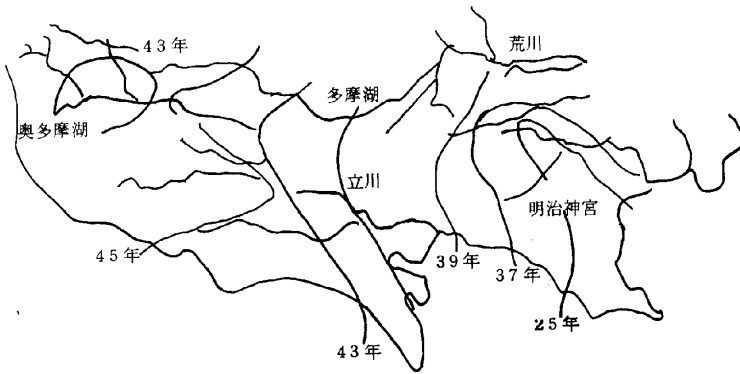 43年
荒川
多摩湖
奥多摩湖
立川
明治神宮
45年
39年
37年
25年
43年